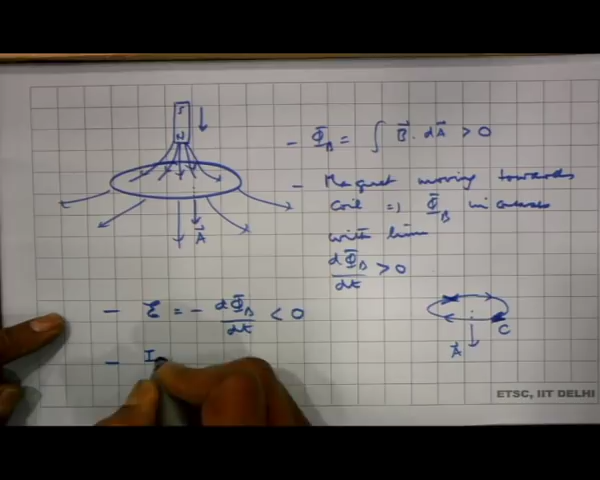 S
N
A⃗
- Φ_B = ∫ B⃗ . dA⃗ > 0
- Magnet moving towards
coil =, Φ_B increases
with time
dΦ_B/dt > 0
- Ɛ = - dΦ_B/dt < 0
C
A⃗
- I
ETSC, IIT DELHI